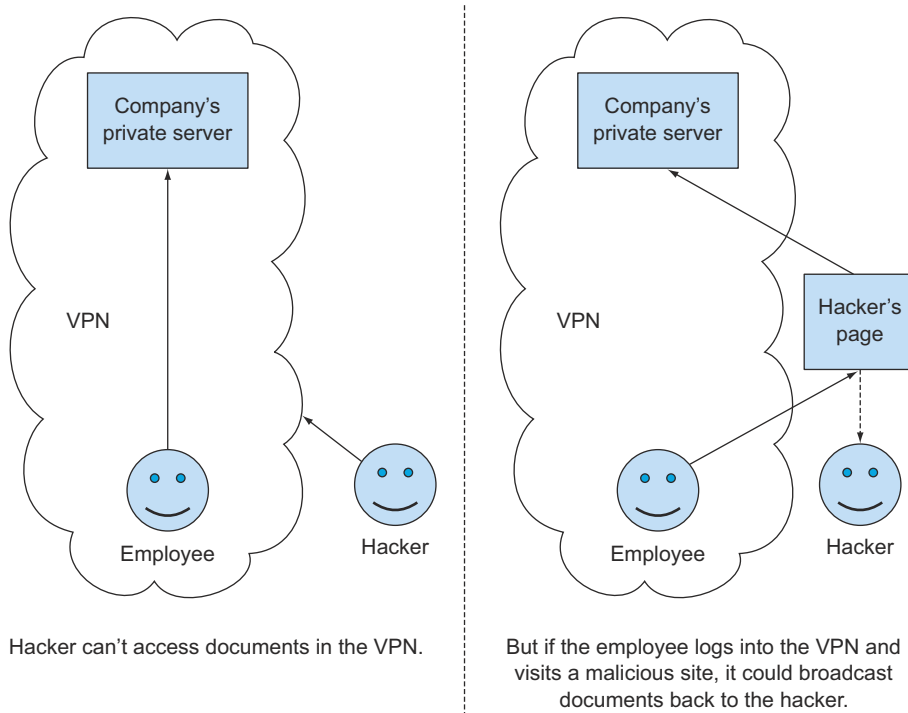 Company's
private server
VPN
Employee
Hacker
Hacker can't access documents in the VPN.
Company's
private server
VPN
Hacker's
page
Employee
Hacker
But if the employee logs into the VPN and
visits a malicious site, it could broadcast
documents back to the hacker.